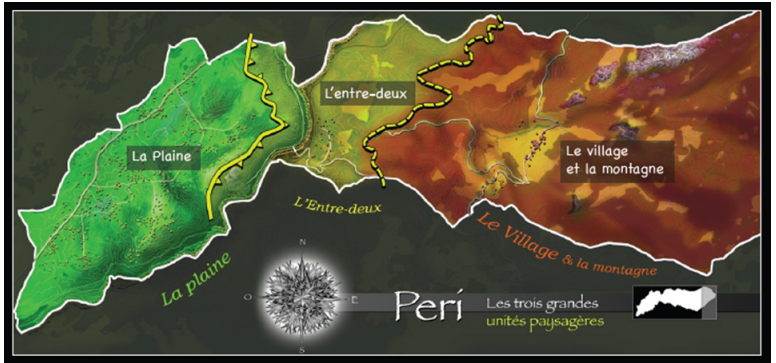 L'entre-deux
La Plaine
Le village
et la montagne
L'Entre-deux
La plaine
Le Village & la montagne
N
O
E
S
Peri
Les trois grandes
unités paysagères